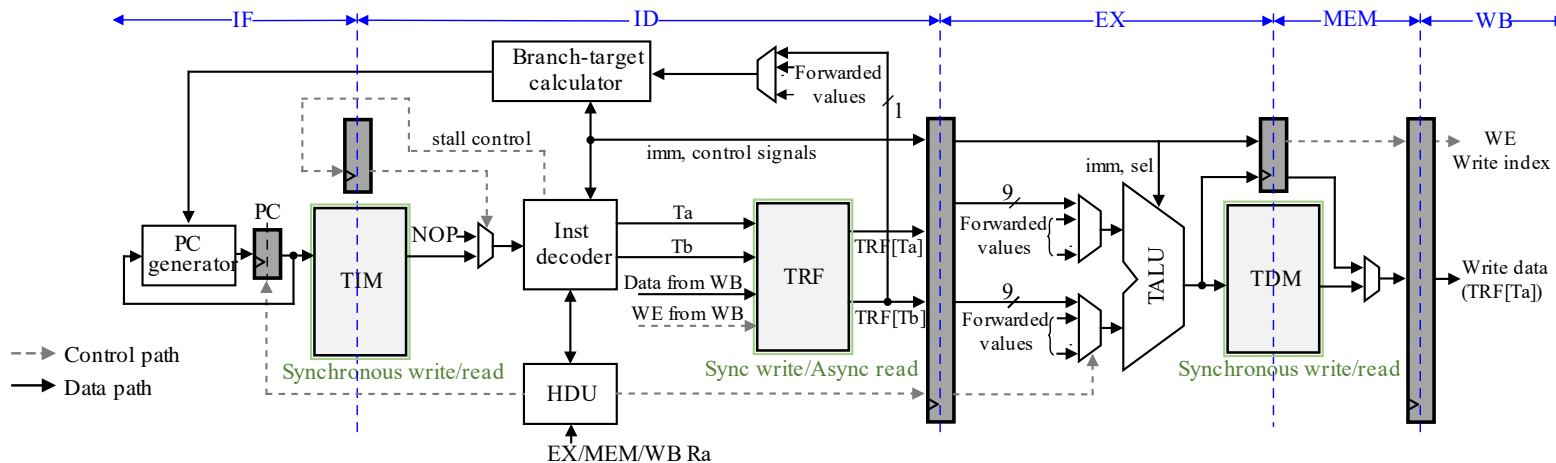 IF
ID
EX
MEM
WB
Branch-target
calculator
Forwarded
values
1
stall control
imm, control signals
WE
Write index
imm, sel
PC
PC
generator
TIM
NOP
Inst
decoder
Ta
Tb
Data from WB
WE from WB
TRF
TRF[Ta]
TRF[Tb]
9
Forwarded
values
9
Forwarded
values
TALU
TDM
Write data
(TRF[Ta])
Control path
Data path
Synchronous write/read
Sync write/Async read
Synchronous write/read
HDU
EX/MEM/WB Ra